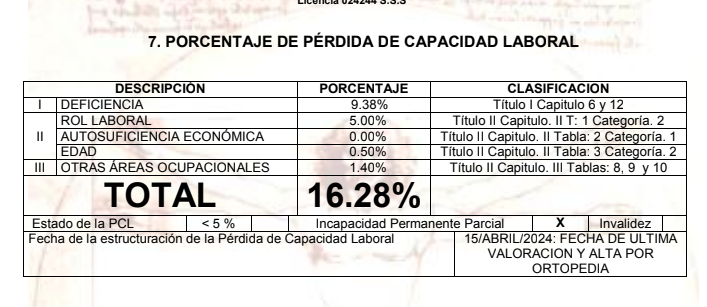 Licencia 024244 S.S.S
7. PORCENTAJE DE PÉRDIDA DE CAPACIDAD LABORAL
DESCRIPCIÓN PORCENTAJE CLASIFICACION
I DEFICIENCIA 9.38% Título I Capitulo 6 y 12
ROL LABORAL 5.00% Título II Capitulo. II T: 1 Categoría. 2
II AUTOSUFICIENCIA ECONÓMICA 0.00% Título II Capitulo. II Tabla: 2 Categoría. 1
EDAD 0.50% Título II Capitulo. II Tabla: 3 Categoría. 2
III OTRAS ÁREAS OCUPACIONALES 1.40% Título II Capitulo. III Tablas: 8, 9 y 10
TOTAL 16.28%
Estado de la PCL < 5 % Incapacidad Permanente Parcial X Invalidez
Fecha de la estructuración de la Pérdida de Capacidad Laboral 15/ABRIL/2024: FECHA DE ULTIMA
VALORACION Y ALTA POR
ORTOPEDIA